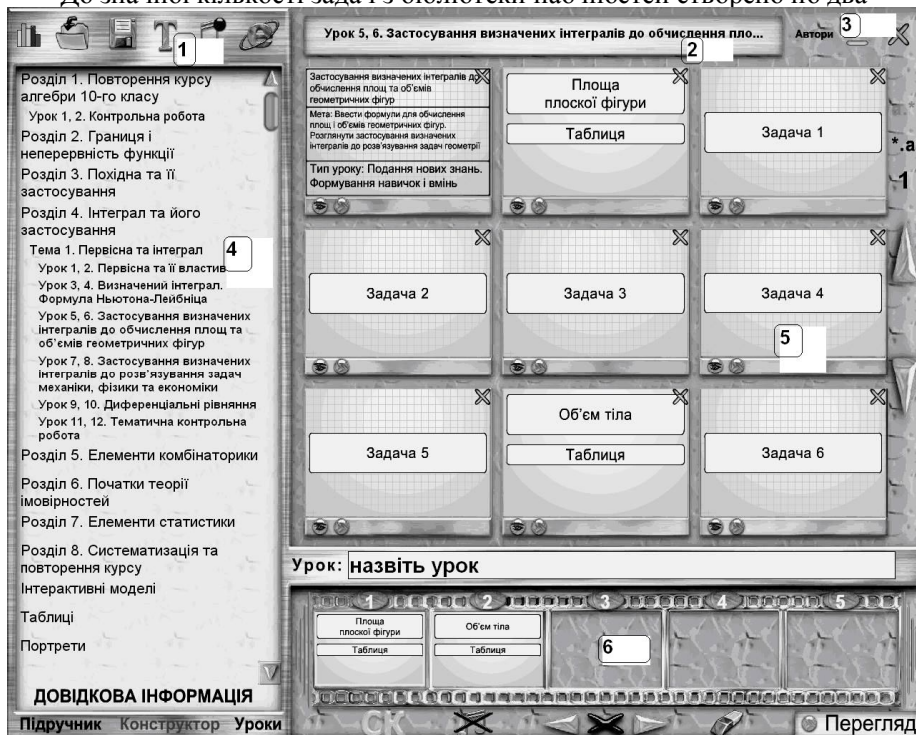 До значної кількості задач з бібліотеки наочностей створено по два
1
Урок 5, 6. Застосування визначених інтегралів до обчислення пло...
2
Автори
3
Розділ 1. Повторення курсу
алгебри 10-го класу
Урок 1, 2. Контрольна робота
Розділ 2. Границя і
неперервність функції
Розділ 3. Похідна та її
застосування
Розділ 4. Інтеграл та його
застосування
Тема 1. Первісна та інтеграл
4
Урок 1, 2. Первісна та її властив
Урок 3, 4. Визначений інтеграл.
Формула Ньютона-Лейбніца
Урок 5, 6. Застосування визначених
інтегралів до обчислення площ та
об'ємів геометричних фігур
Урок 7, 8. Застосування визначених
інтегралів до розв'язування задач
механіки, фізики та економіки
Урок 9, 10. Диференціальні рівняння
Урок 11, 12. Тематична контрольна
робота
Розділ 5. Елементи комбінаторики
Розділ 6. Початки теорії
імовірностей
Розділ 7. Елементи статистики
Розділ 8. Систематизація та
повторення курсу
Інтерактивні моделі
Таблиці
Портрети
ДОВІДКОВА ІНФОРМАЦІЯ
Підручник Конструктор Уроки
Застосування визначених інтегралів до
обчислення площ та об'ємів
геометричних фігур
Мета: Ввести формули для обчислення
площ і об'ємів геометричних фігур.
Розглянути застосування визначених
інтегралів до розв'язування задач геометрії
Тип уроку: Подання нових знань.
Формування навичок і вмінь
Площа
плоскої фігури
Таблиця
Задача 1
*.a
1
Задача 2
Задача 3
Задача 4
5
Задача 5
Об'єм тіла
Таблиця
Задача 6
Урок: назвіть урок
1 2 3 4 5
Площа
плоскої фігури
Таблиця
Об'єм тіла
Таблиця
6
СК
Перегляд